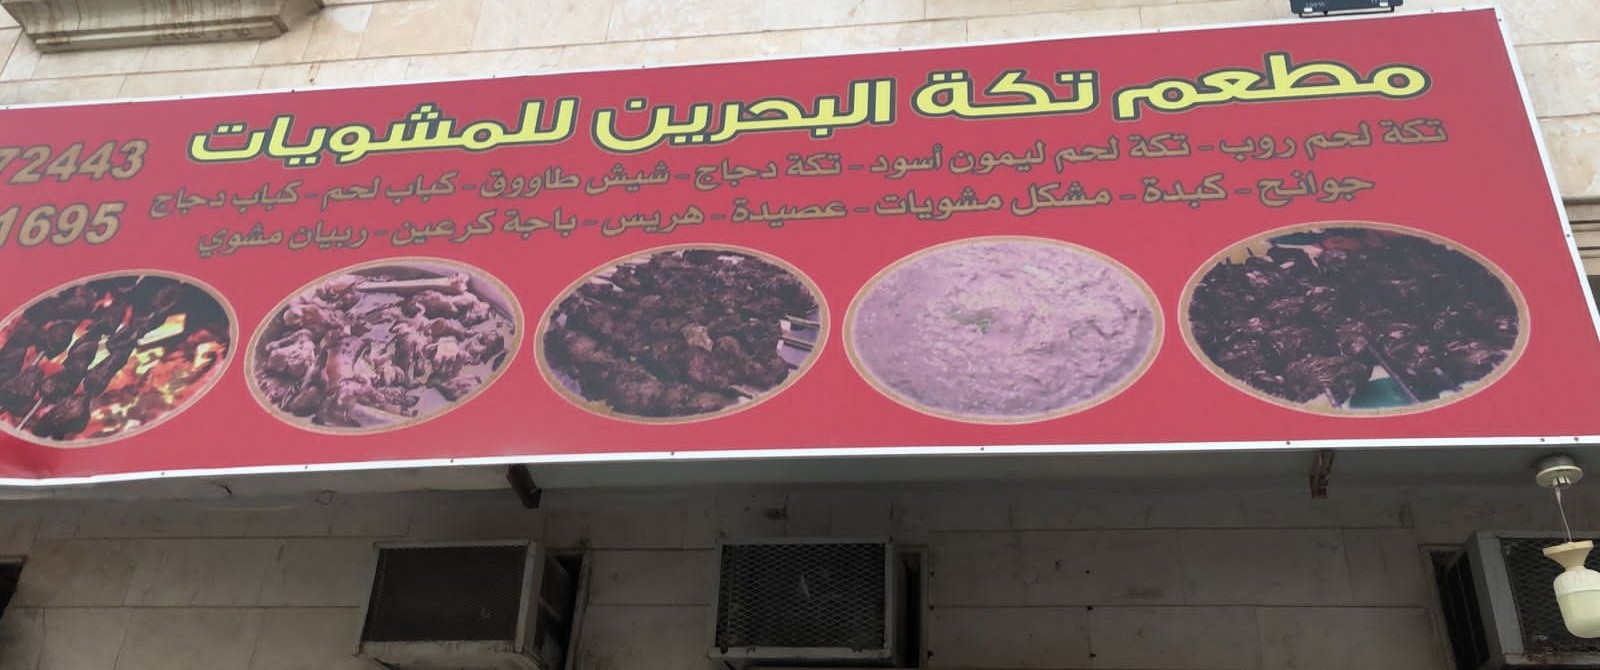 مطعم تكة البحرين للمشويات
تكة لحم روب - تكة لحم ليمون أسود - تكة دجاج - شيش طاووق - كباب لحم - كباب دجاج
جوانح - كبدة - مشكل مشويات - عصيدة - هريس - باجة كرعين - ربيان مشوي
72443
1695